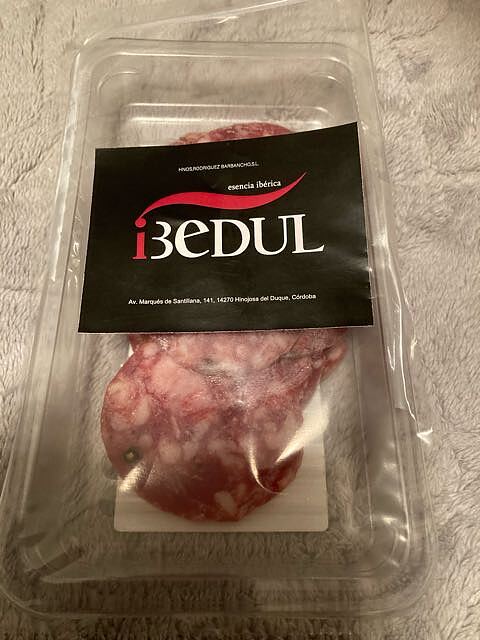 HNOS.RODRIGUEZ BARBANCHO,S.L.
esencia ibérica
iBEDUL
Av. Marqués de Santillana, 141, 14270 Hinojosa del Duque, Córdoba